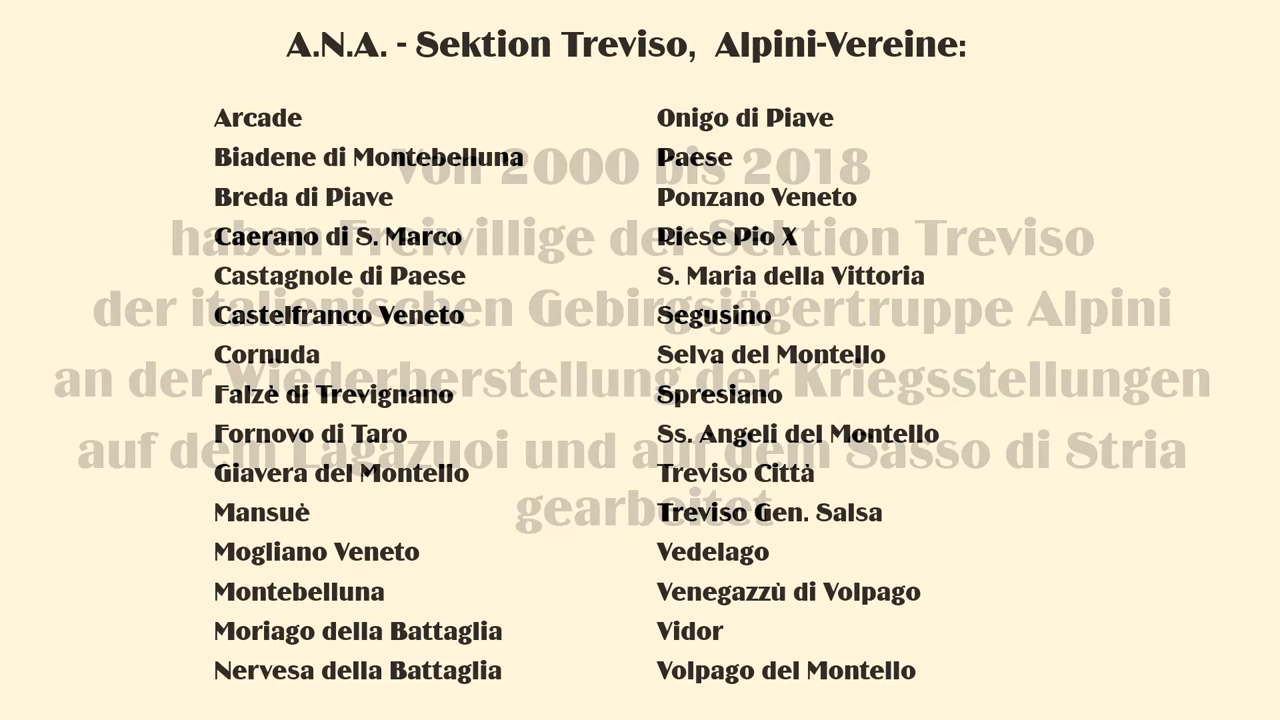 A.N.A. - Sektion Treviso, Alpini-Vereine:
Arcade
Biadene di Montebelluna
Breda di Piave
Caerano di S. Marco
Castagnole di Paese
Castelfranco Veneto
Cornuda
Falzè di Trevignano
Fornovo di Taro
Giavera del Montello
Mansuè
Mogliano Veneto
Montebelluna
Moriago della Battaglia
Nervesa della Battaglia
Onigo di Piave
Paese
Ponzano Veneto
Riese Pio X
S. Maria della Vittoria
Segusino
Selva del Montello
Spresiano
Ss. Angeli del Montello
Treviso Città
Treviso Gen. Salsa
Vedelago
Venegazzù di Volpago
Vidor
Volpago del Montello
Von 2000 bis 2018
haben Freiwillige der Sektion Treviso
der italienischen Gebirgsjägertruppe Alpini
an der Wiederherstellung der Kriegsstellungen
auf dem Lagazuoi und auf dem Sasso di Stria
gearbeitet